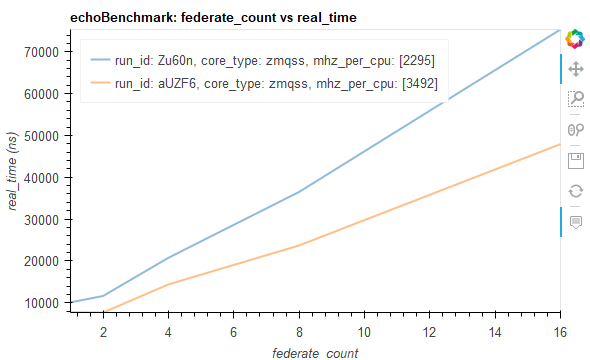 echoBenchmark: federate_count vs real_time
run_id: Zu60n, core_type: zmqss, mhz_per_cpu: [2295]
run_id: aUZF6, core_type: zmqss, mhz_per_cpu: [3492]
real_time (ns)
70000
60000
50000
40000
30000
20000
10000
2 4 6 8 10 12 14 16
federate_count